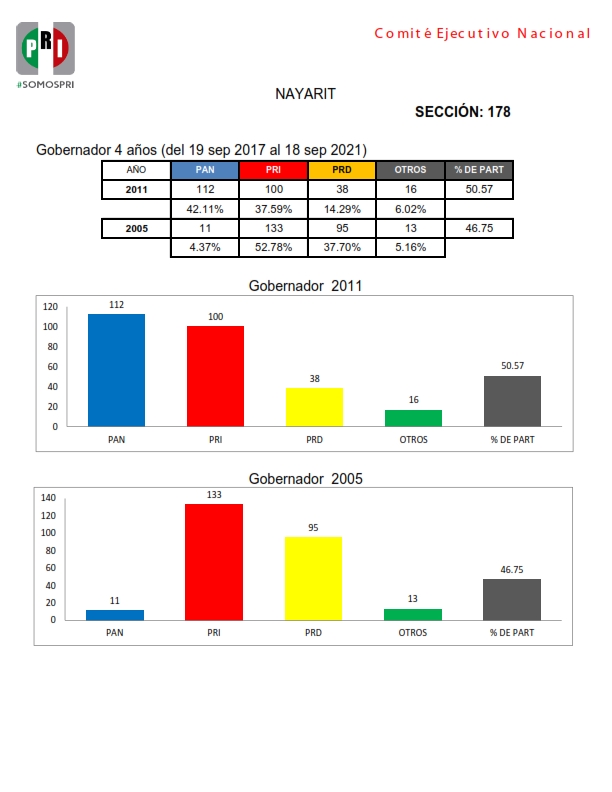 PRI
#SOMOSPRI
Comité Ejecutivo Nacional
NAYARIT
SECCIÓN: 178
Gobernador 4 años (del 19 sep 2017 al 18 sep 2021)
AÑO PAN PRI PRD OTROS % DE PART
2011 112 100 38 16 50.57
42.11% 37.59% 14.29% 6.02%
2005 11 133 95 13 46.75
4.37% 52.78% 37.70% 5.16%
Gobernador 2011
120
100
80
60
40
20
0
112
100
38
16
50.57
PAN PRI PRD OTROS % DE PART
Gobernador 2005
140
120
100
80
60
40
20
0
11
133
95
13
46.75
PAN PRI PRD OTROS % DE PART